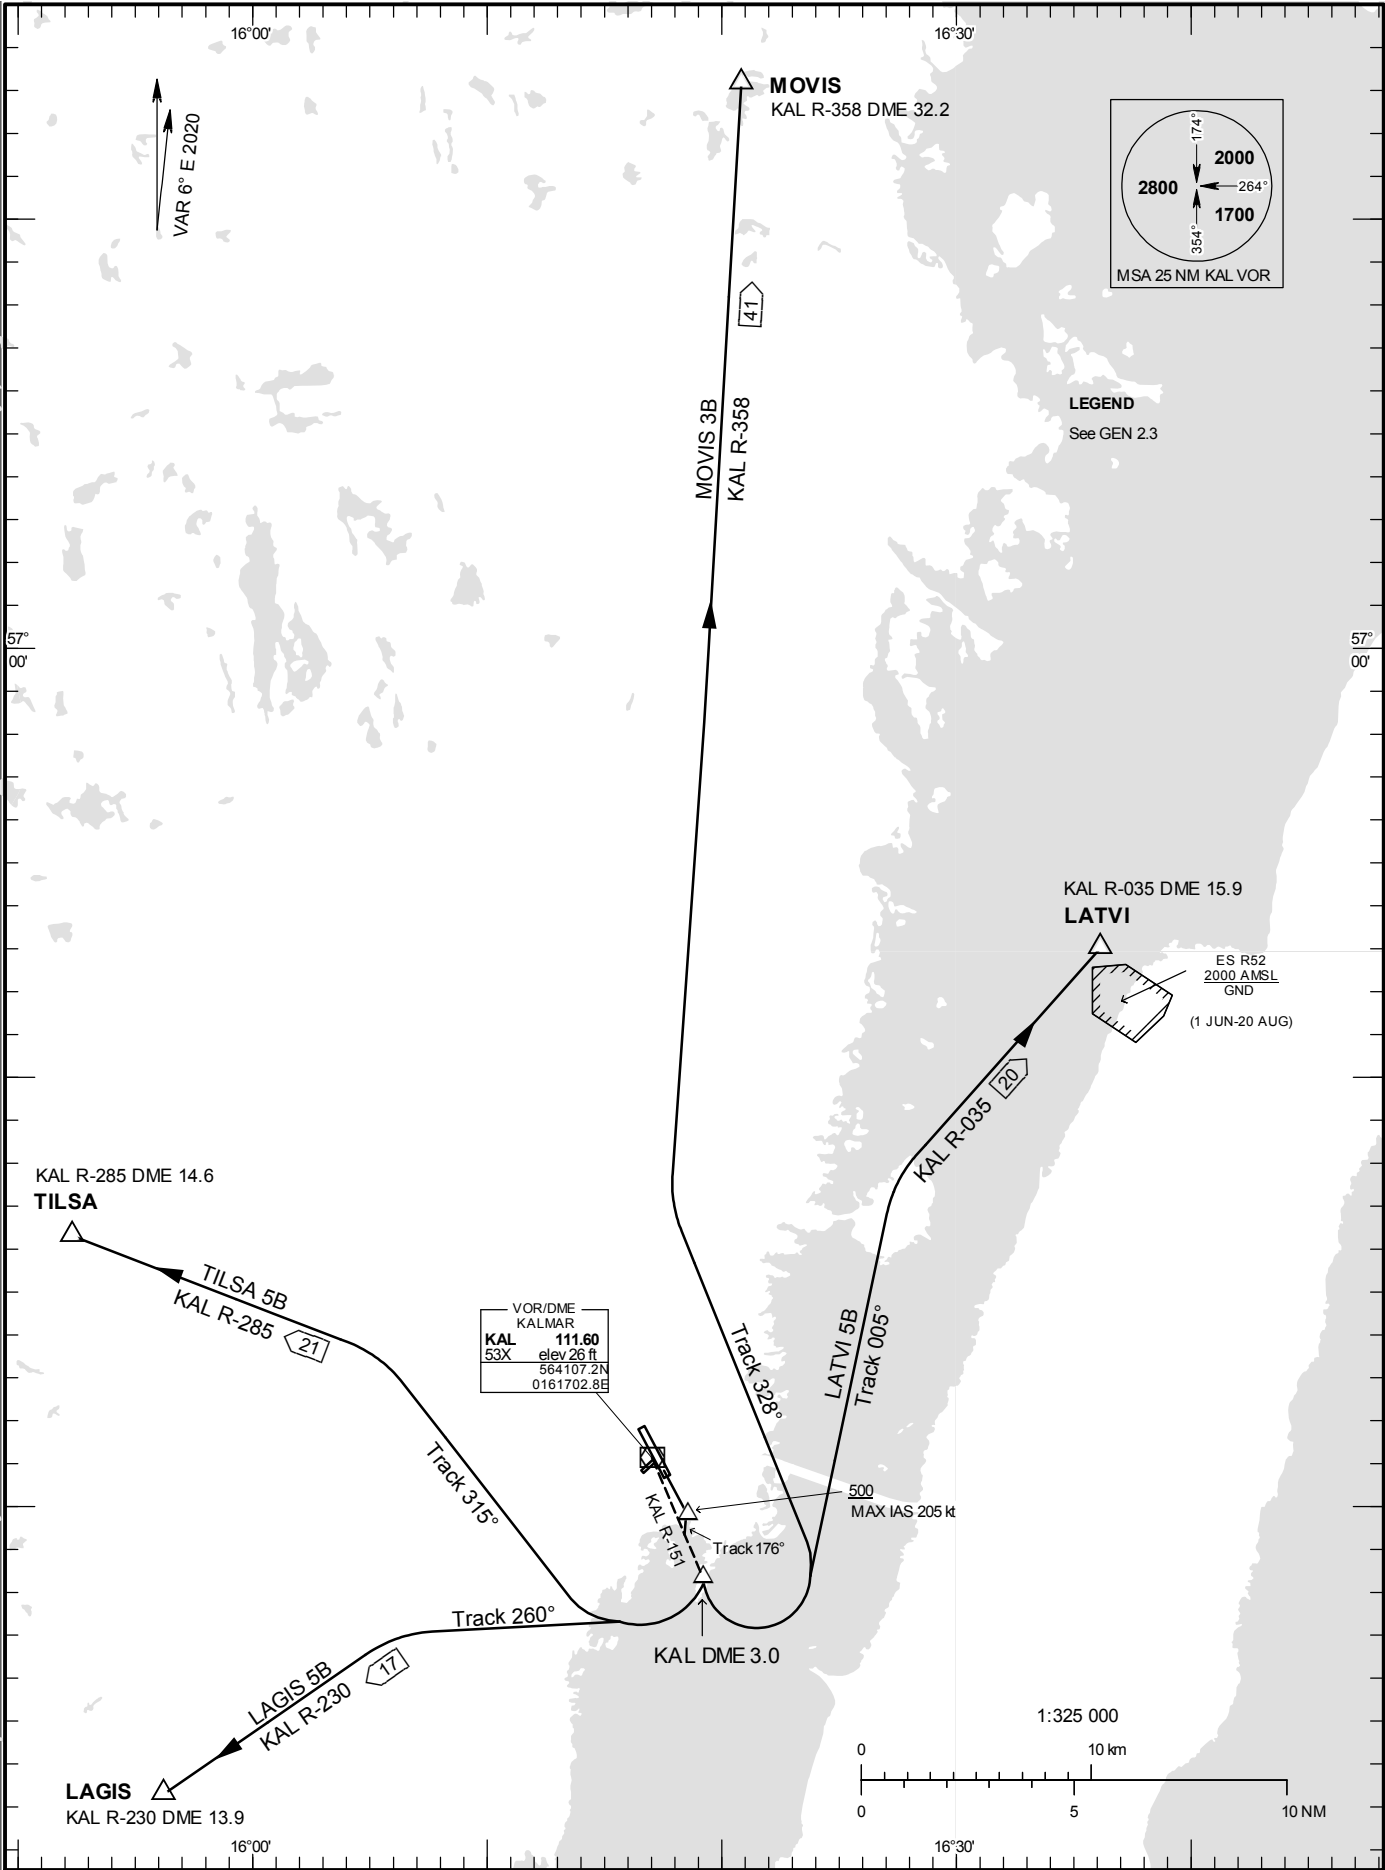 16°00'
16°30'
MOVIS
KAL R-358 DME 32.2
VAR 6° E 2020
174°
2000
2800
264°
1700
354°
MSA 25 NM KAL VOR
41
MOVIS 3B
KAL R-358
LEGEND
See GEN 2.3
57°
00'
57°
00'
KAL R-035 DME 15.9
LATVI
ES R52
2000 AMSL
GND
(1 JUN-20 AUG)
20
KAL R-035
KAL R-285 DME 14.6
TILSA
TILSA 5B
KAL R-285
21
VOR/DME
KALMAR
KAL 111.60
53X elev 26 ft
564107.2N
0161702.8E
Track 328°
LATVI 5B
Track 005°
Track 315°
KAL R-151
500
MAX IAS 205 kt
Track 176°
Track 260°
KAL DME 3.0
17
LAGIS 5B
KAL R-230
LAGIS
KAL R-230 DME 13.9
1:325 000
0 10 km
0 5 10 NM
16°00'
16°30'